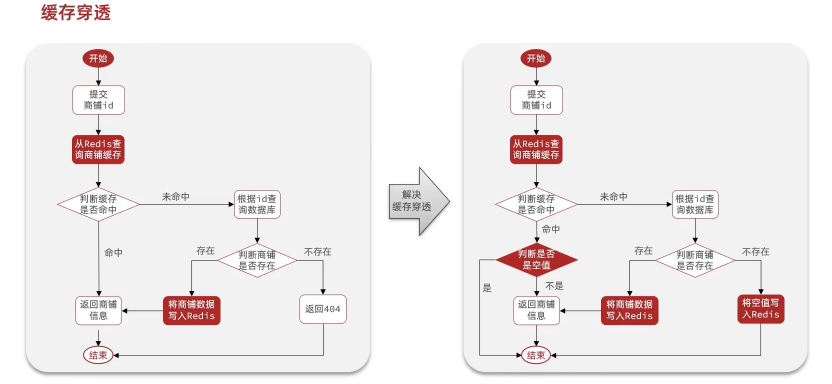 缓存穿透
开始
提交
商铺id
从Redis查
询商铺缓存
判断缓存
是否命中
未命中
根据id查
询数据库
命中
存在
判断商铺
是否存在
不存在
返回商铺
信息
将商铺数据
写入Redis
返回404
结束
解决
缓存穿透
开始
提交
商铺id
从Redis查
询商铺缓存
判断缓存
是否命中
未命中
根据id查
询数据库
命中
判断是否
是空值
存在
判断商铺
是否存在
不存在
是
不是
返回商铺
信息
将商铺数据
写入Redis
将空值写
入Redis
结束